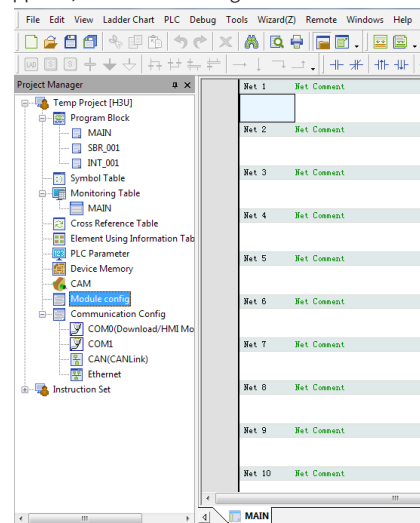 File Edit View Ladder Chart PLC Debug Tools Wizard(Z) Remote Windows Help
Project Manager
Temp Project [H3U]
Program Block
MAIN
SBR_001
INT_001
Symbol Table
Monitoring Table
MAIN
Cross Reference Table
Element Using Information Tab
PLC Parameter
Device Memory
CAM
Module config
Communication Config
COM0(Download/HMI Mo
COM1
CAN(CANLink)
Ethernet
Instruction Set
Net 1 Net Comment
Net 2 Net Comment
Net 3 Net Comment
Net 4 Net Comment
Net 5 Net Comment
Net 6 Net Comment
Net 7 Net Comment
Net 8 Net Comment
Net 9 Net Comment
Net 10 Net Comment
MAIN